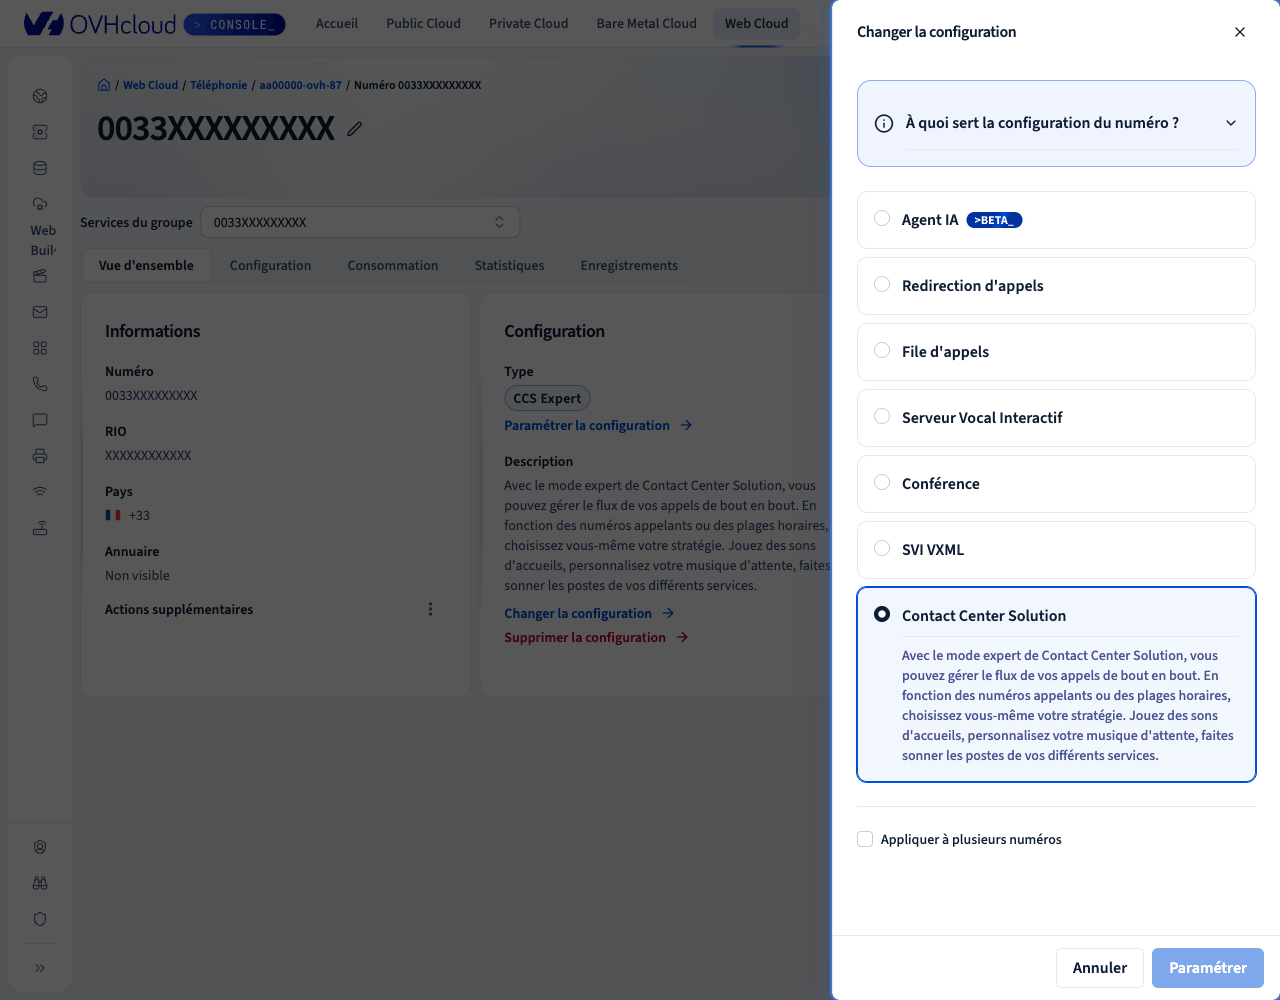 OVHcloud
> CONSOLE_
Accueil
Public Cloud
Private Cloud
Bare Metal Cloud
Web Cloud
/ Web Cloud / Téléphonie / aa00000-ovh-87 / Numéro 0033XXXXXXXXX
0033XXXXXXXXX
Services du groupe
0033XXXXXXXXX
Web
Vue d'ensemble
Configuration
Consommation
Statistiques
Enregistrements
Informations
Numéro
0033XXXXXXXXX
RIO
XXXXXXXXXXXX
Pays
+33
Annuaire
Non visible
Actions supplémentaires
Configuration
Type
CCS Expert
Paramétrer la configuration
Description
Avec le mode expert de Contact Center Solution, vous
pouvez gérer le flux de vos appels de bout en bout. En
fonction des numéros appelants ou des plages horaires,
choisissez vous-même votre stratégie. Jouez des sons
d'accueils, personnalisez votre musique d'attente, faites
sonner les postes de vos différents services.
Changer la configuration
Supprimer la configuration
Changer la configuration
À quoi sert la configuration du numéro ?
Agent IA
>BETA_
Redirection d'appels
File d'appels
Serveur Vocal Interactif
Conférence
SVI VXML
Contact Center Solution
Avec le mode expert de Contact Center Solution, vous
pouvez gérer le flux de vos appels de bout en bout. En
fonction des numéros appelants ou des plages horaires,
choisissez vous-même votre stratégie. Jouez des sons
d'accueils, personnalisez votre musique d'attente, faites
sonner les postes de vos différents services.
Appliquer à plusieurs numéros
Annuler
Paramétrer